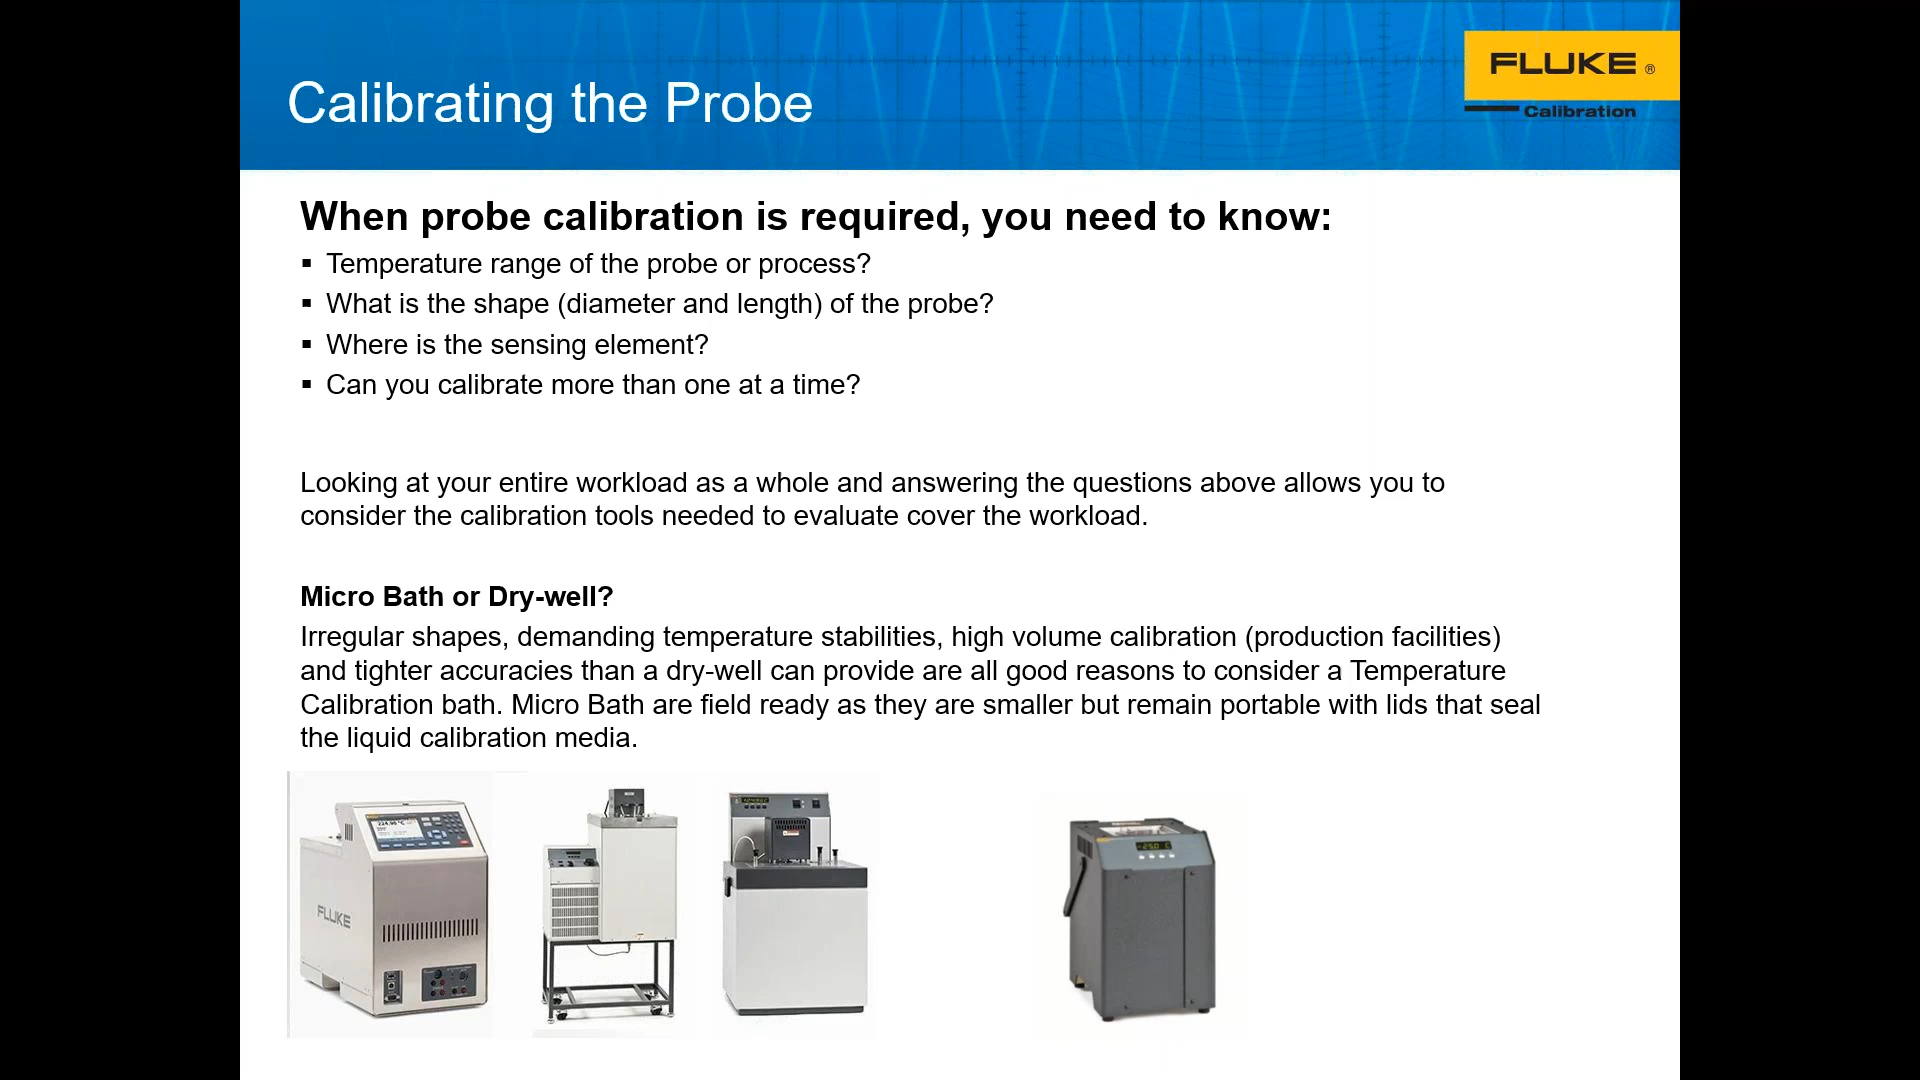 Calibrating the Probe
FLUKE ®
Calibration
When probe calibration is required, you need to know:
▪ Temperature range of the probe or process?
▪ What is the shape (diameter and length) of the probe?
▪ Where is the sensing element?
▪ Can you calibrate more than one at a time?
Looking at your entire workload as a whole and answering the questions above allows you to
consider the calibration tools needed to evaluate cover the workload.
Micro Bath or Dry-well?
Irregular shapes, demanding temperature stabilities, high volume calibration (production facilities)
and tighter accuracies than a dry-well can provide are all good reasons to consider a Temperature
Calibration bath. Micro Bath are field ready as they are smaller but remain portable with lids that seal
the liquid calibration media.
FLUKE